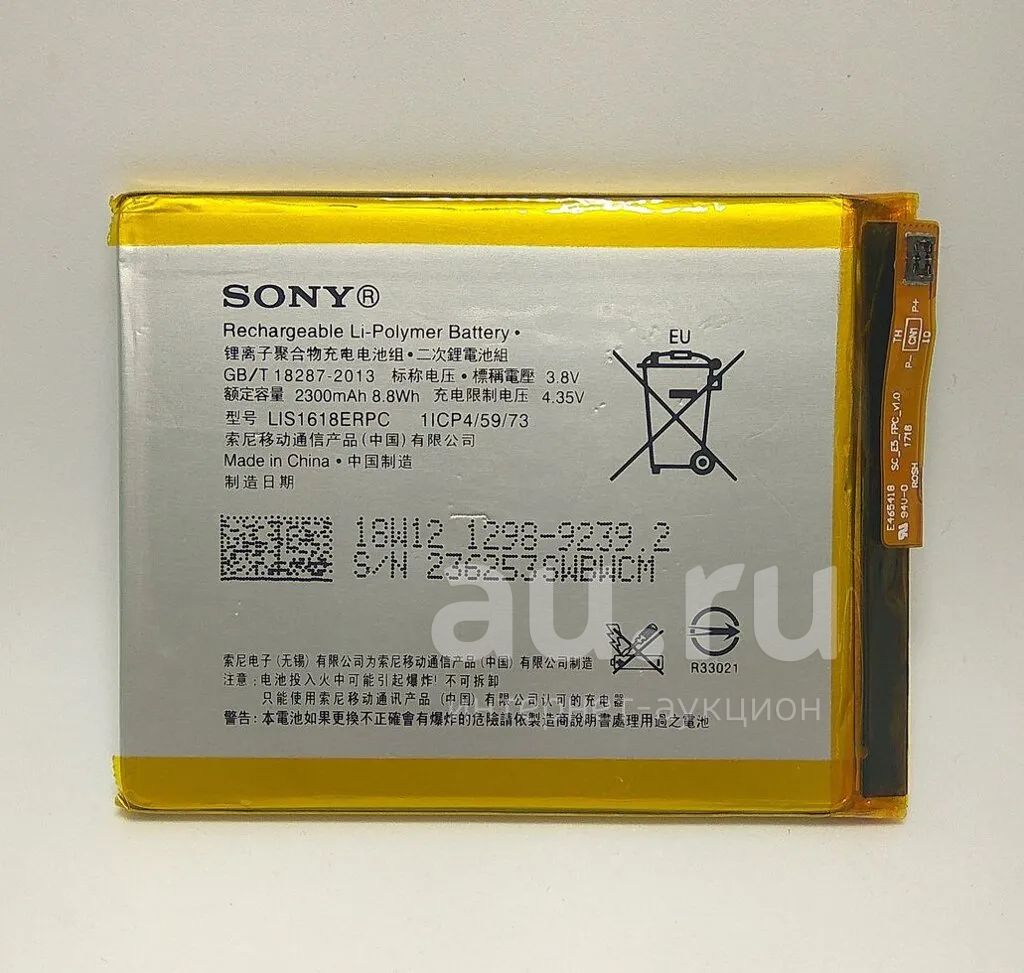 SONY®
Rechargeable Li-Polymer Battery •
锂离子聚合物充电电池组 • 二次鋰電池組
GB/T 18287-2013 标称电压 • 標稱電壓 3.8V
额定容量 2300mAh 8.8Wh 充电限制电压 4.35V
型号 LIS1618ERPC 1ICP4/59/73
索尼移动通信产品(中国)有限公司
Made in China • 中国制造
制造日期
EU
18W12 1298-9239.2
S/N 236253SWBWCM
R33021
索尼电子(无锡)有限公司为索尼移动通信产品(中国)有限公司制造
注意:电池投入火中可能引起爆炸!不可拆卸
只能使用索尼移动通讯产品(中国)有限公司认可的充电器
警告:本電池如果更換不正確會有爆炸的危險請依製造商說明書處理用過之電池
P+
CN1
P-
TH
ID
SC_E5_FPC_v1.0
1718
E465418
94V-0
ROSH
au.ru
интернет-аукцион